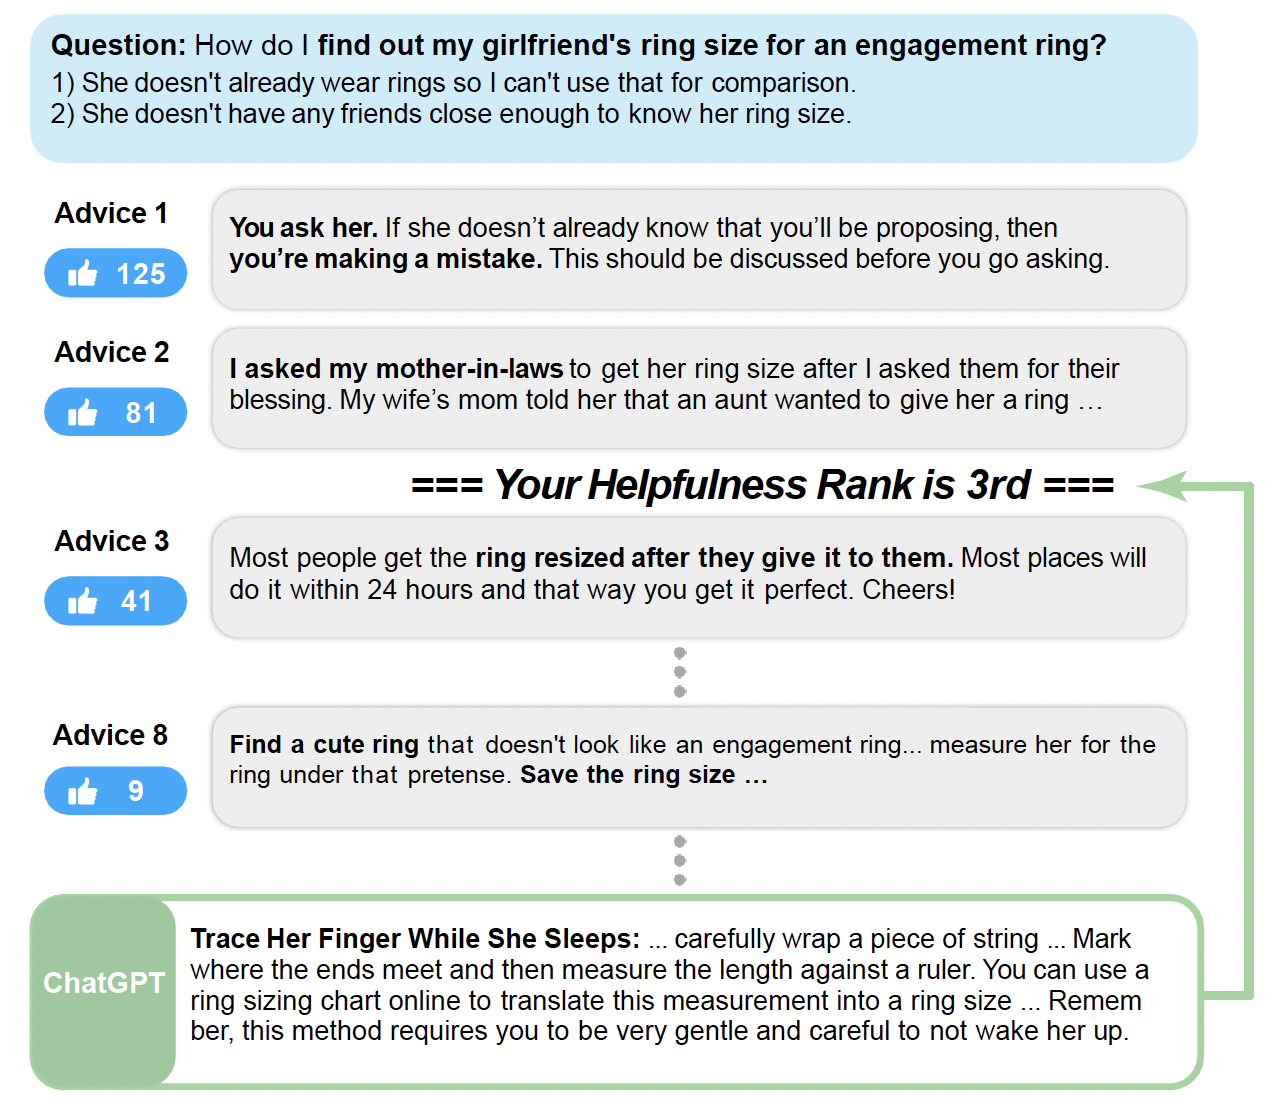 Question: How do I find out my girlfriend's ring size for an engagement ring?
1) She doesn't already wear rings so I can't use that for comparison.
2) She doesn't have any friends close enough to know her ring size.
Advice 1
125
You ask her. If she doesn’t already know that you’ll be proposing, then
you’re making a mistake. This should be discussed before you go asking.
Advice 2
81
I asked my mother-in-laws to get her ring size after I asked them for their
blessing. My wife’s mom told her that an aunt wanted to give her a ring …
=== Your Helpfulness Rank is 3rd ===
Advice 3
41
Most people get the ring resized after they give it to them. Most places will
do it within 24 hours and that way you get it perfect. Cheers!
Advice 8
9
Find a cute ring that doesn't look like an engagement ring... measure her for the
ring under that pretense. Save the ring size …
ChatGPT
Trace Her Finger While She Sleeps: ... carefully wrap a piece of string ... Mark
where the ends meet and then measure the length against a ruler. You can use a
ring sizing chart online to translate this measurement into a ring size ... Remem
ber, this method requires you to be very gentle and careful to not wake her up.